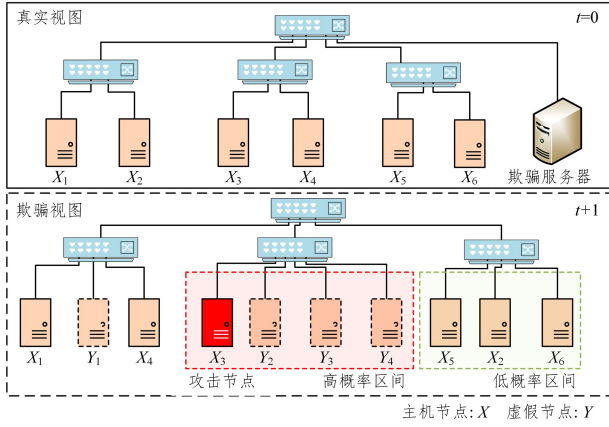 真实视图 t=0
X1 X2 X3 X4 X5 X6
欺骗服务器
欺骗视图 t+1
X1 Y1 X4 X3 Y2 Y3 Y4 X5 X2 X6
攻击节点 高概率区间 低概率区间
主机节点: X 虚假节点: Y